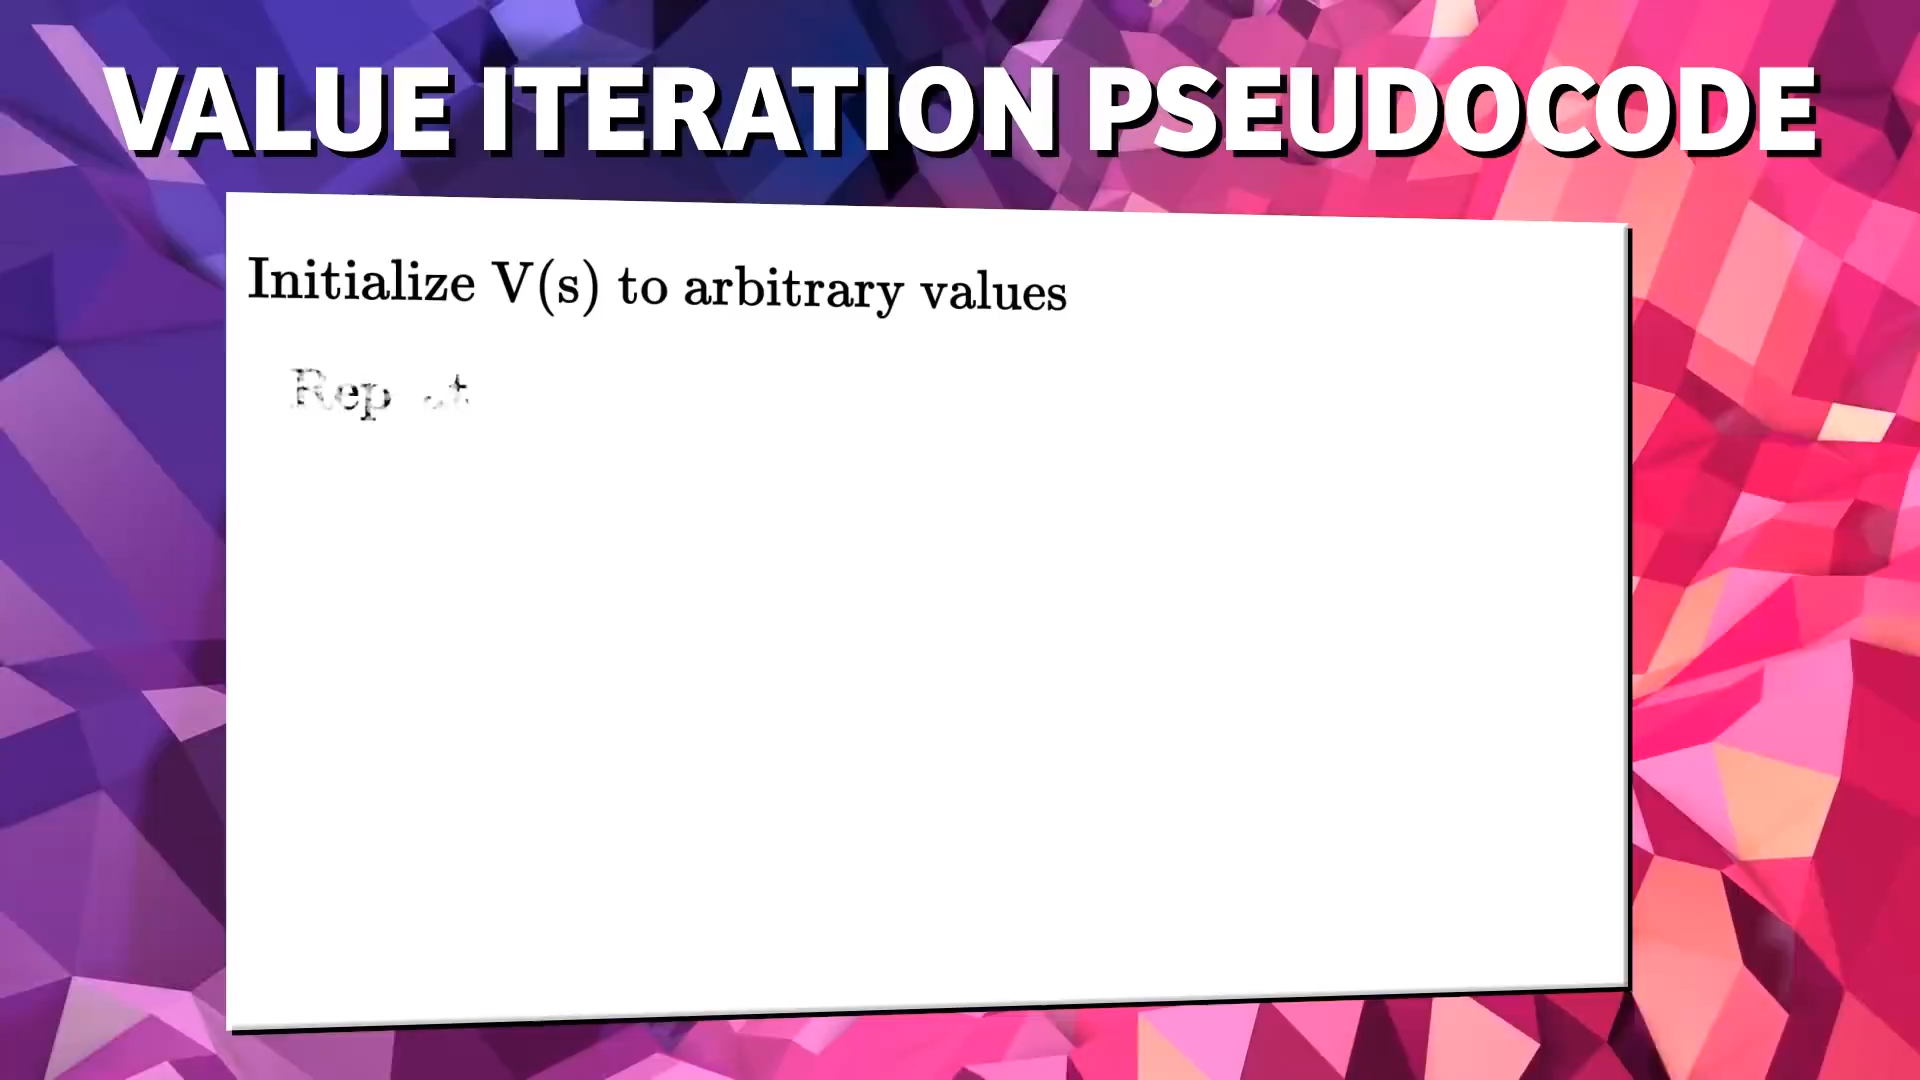 VALUE ITERATION PSEUDOCODE
Initialize V(s) to arbitrary values